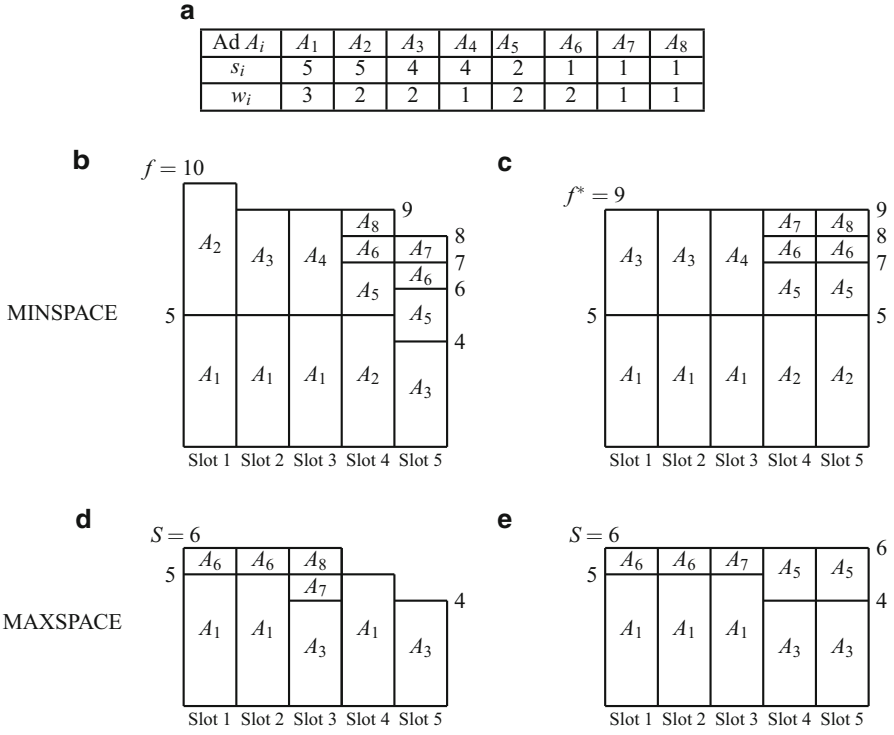 a
Ad A_i A_1 A_2 A_3 A_4 A_5 A_6 A_7 A_8
s_i 5 5 4 4 2 1 1 1
w_i 3 2 2 1 2 2 1 1
b
f = 10
9
A_8
8
A_2 A_3 A_4 A_6 A_7
7
A_6
6
A_5
MINSPACE
5
A_5
4
A_1 A_1 A_1 A_2 A_3
Slot 1 Slot 2 Slot 3 Slot 4 Slot 5
c
f* = 9
9
A_7 A_8
8
A_3 A_3 A_4 A_6 A_6
7
A_5 A_5
5 5
A_1 A_1 A_1 A_2 A_2
Slot 1 Slot 2 Slot 3 Slot 4 Slot 5
d
S = 6
A_6 A_6 A_8
5
A_7
4
MAXSPACE
A_1 A_1 A_3 A_1 A_3
Slot 1 Slot 2 Slot 3 Slot 4 Slot 5
e
S = 6
6
A_6 A_6 A_7 A_5 A_5
5
4
A_1 A_1 A_1 A_3 A_3
Slot 1 Slot 2 Slot 3 Slot 4 Slot 5